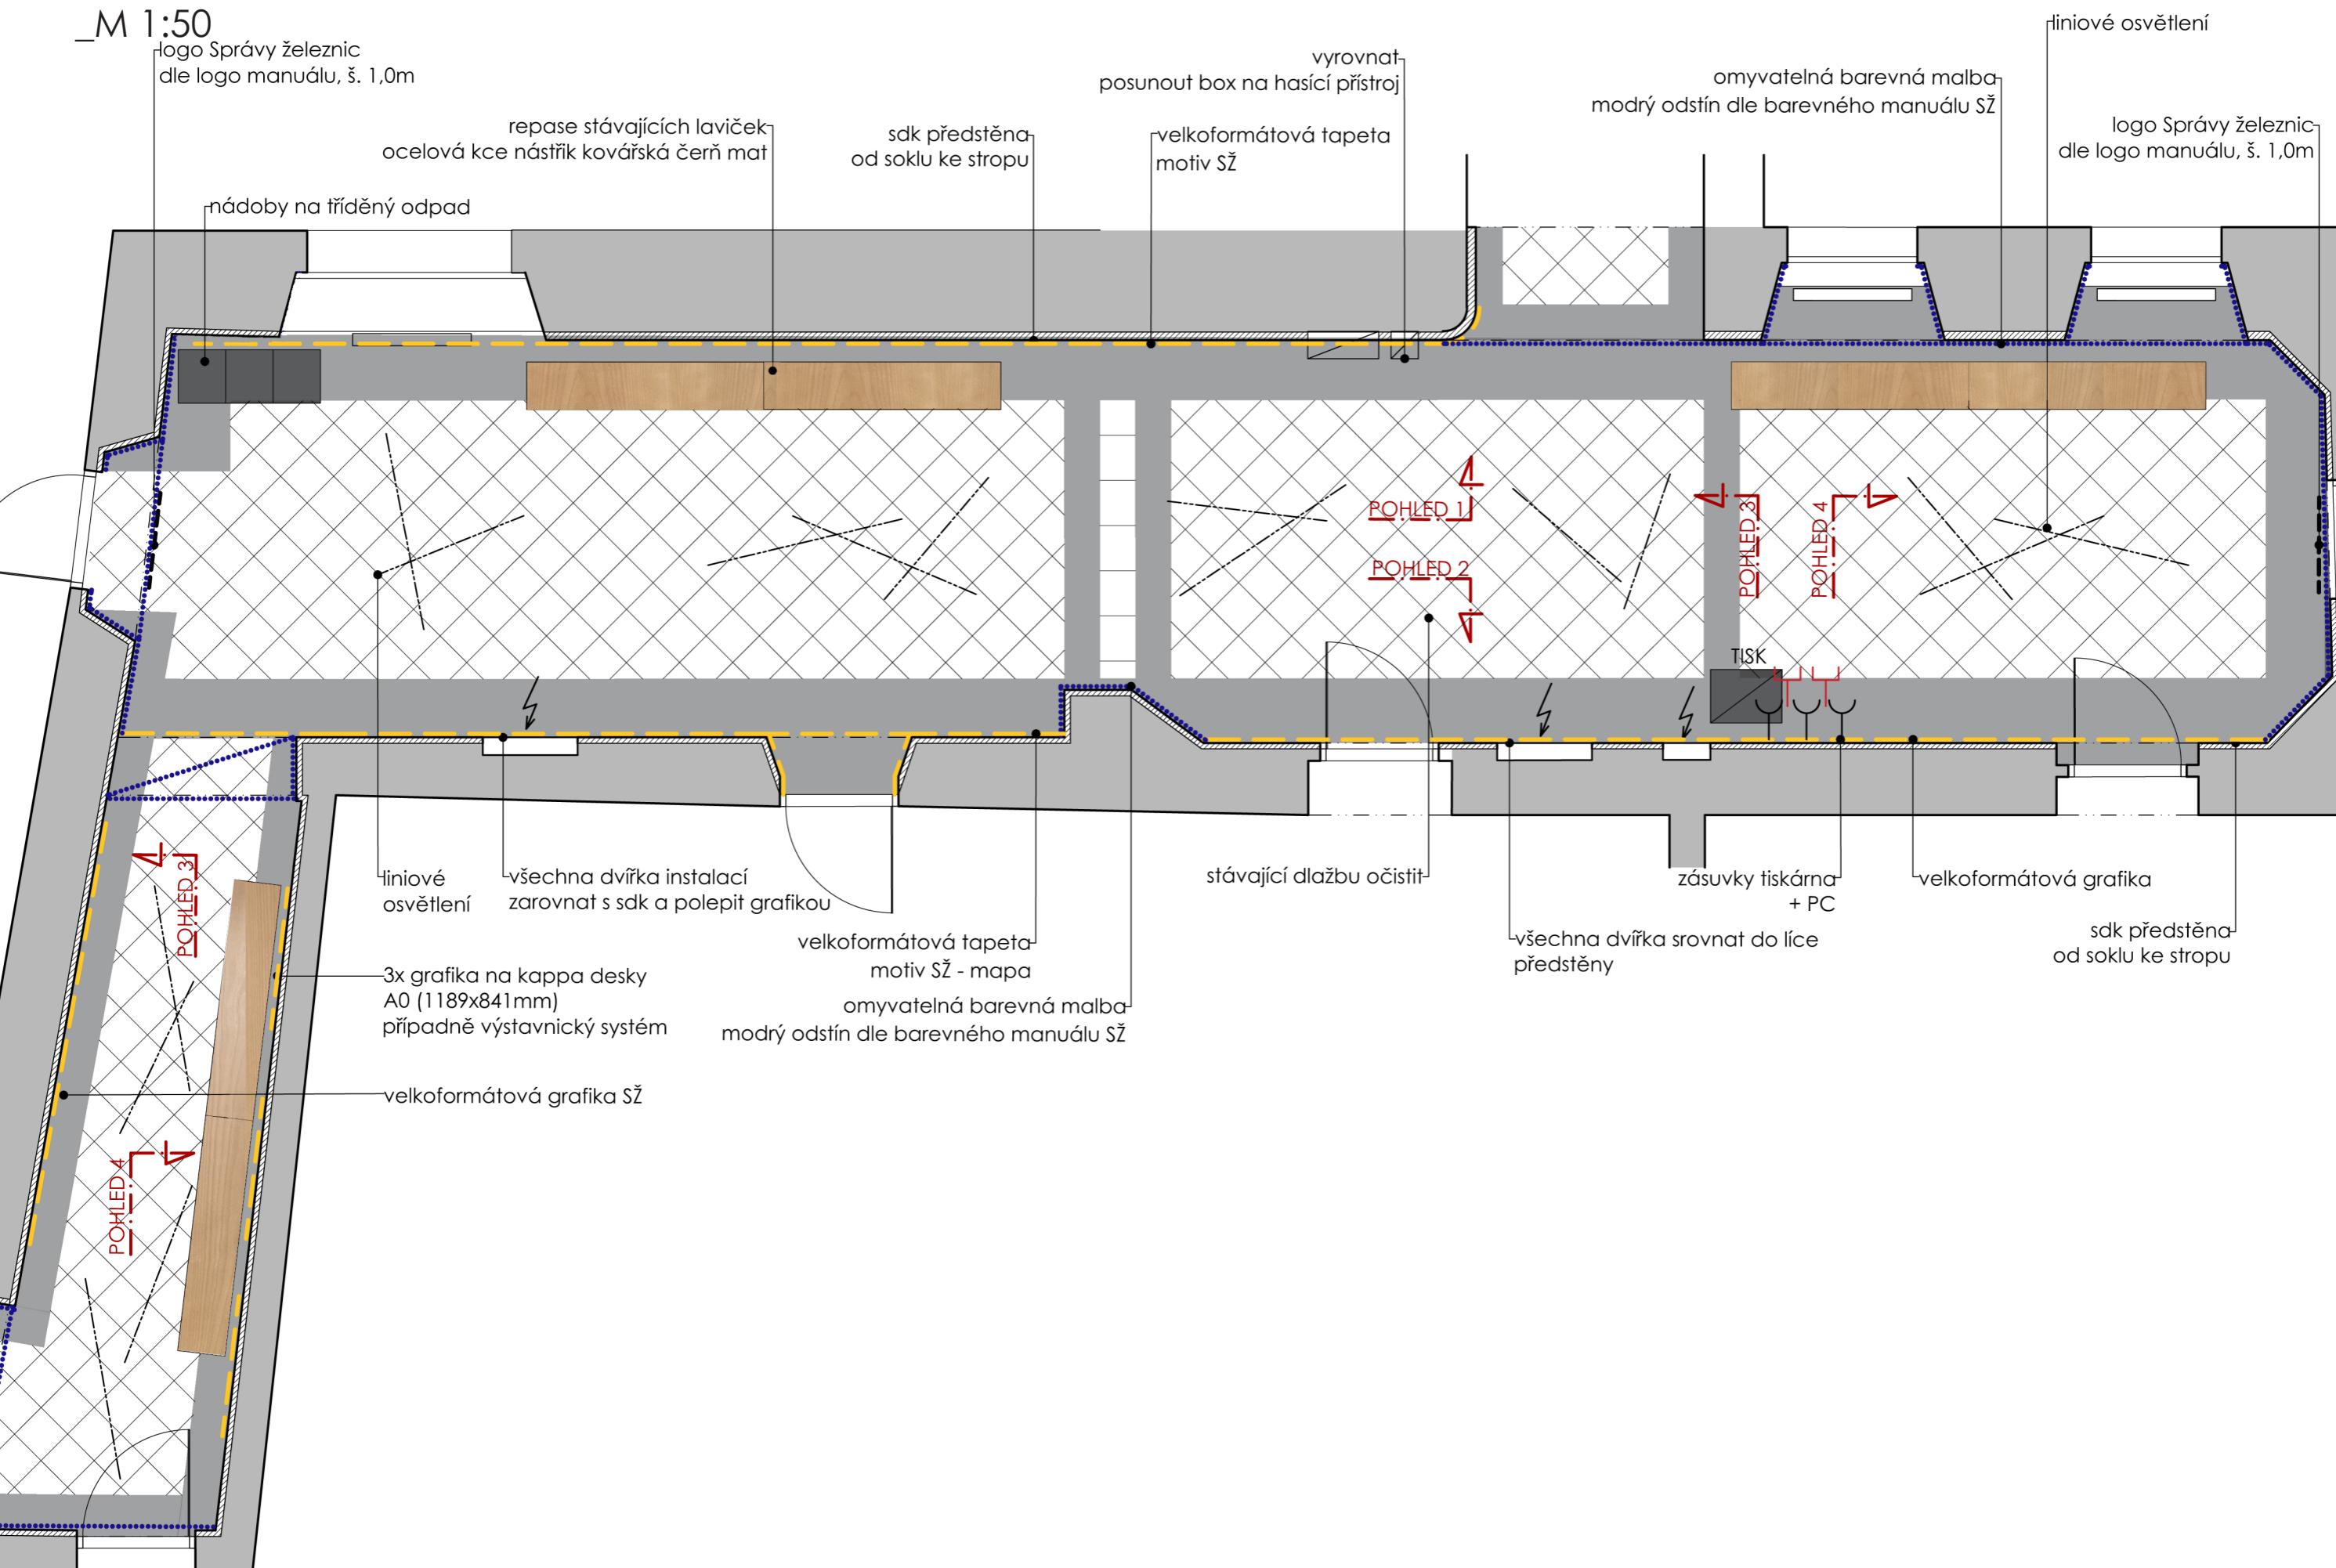 _M 1:50
logo Správy železnic
dle logo manuálu, š. 1,0m
nádoby na tříděný odpad
repase stávajících laviček
ocelová kce nástřik kovářská čerň mat
sdk předstěna
od soklu ke stropu
velkoformátová tapeta
motiv SŽ
vyrovnat
posunout box na hasící přístroj
omyvatelná barevná malba
modrý odstín dle barevného manuálu SŽ
liniové osvětlení
logo Správy železnic
dle logo manuálu, š. 1,0m
POHLED 1
POHLED 2
POHLED 3
POHLED 4
TISK
liniové
osvětlení
všechna dvířka instalací
zarovnat s sdk a polepit grafikou
velkoformátová tapeta
motiv SŽ - mapa
omyvatelná barevná malba
modrý odstín dle barevného manuálu SŽ
stávající dlažbu očistit
všechna dvířka srovnat do líce
předstěny
zásuvky tiskárna
+ PC
velkoformátová grafika
sdk předstěna
od soklu ke stropu
POHLED 3
3x grafika na kappa desky
A0 (1189x841mm)
případně výstavnický systém
velkoformátová grafika SŽ
POHLED 4